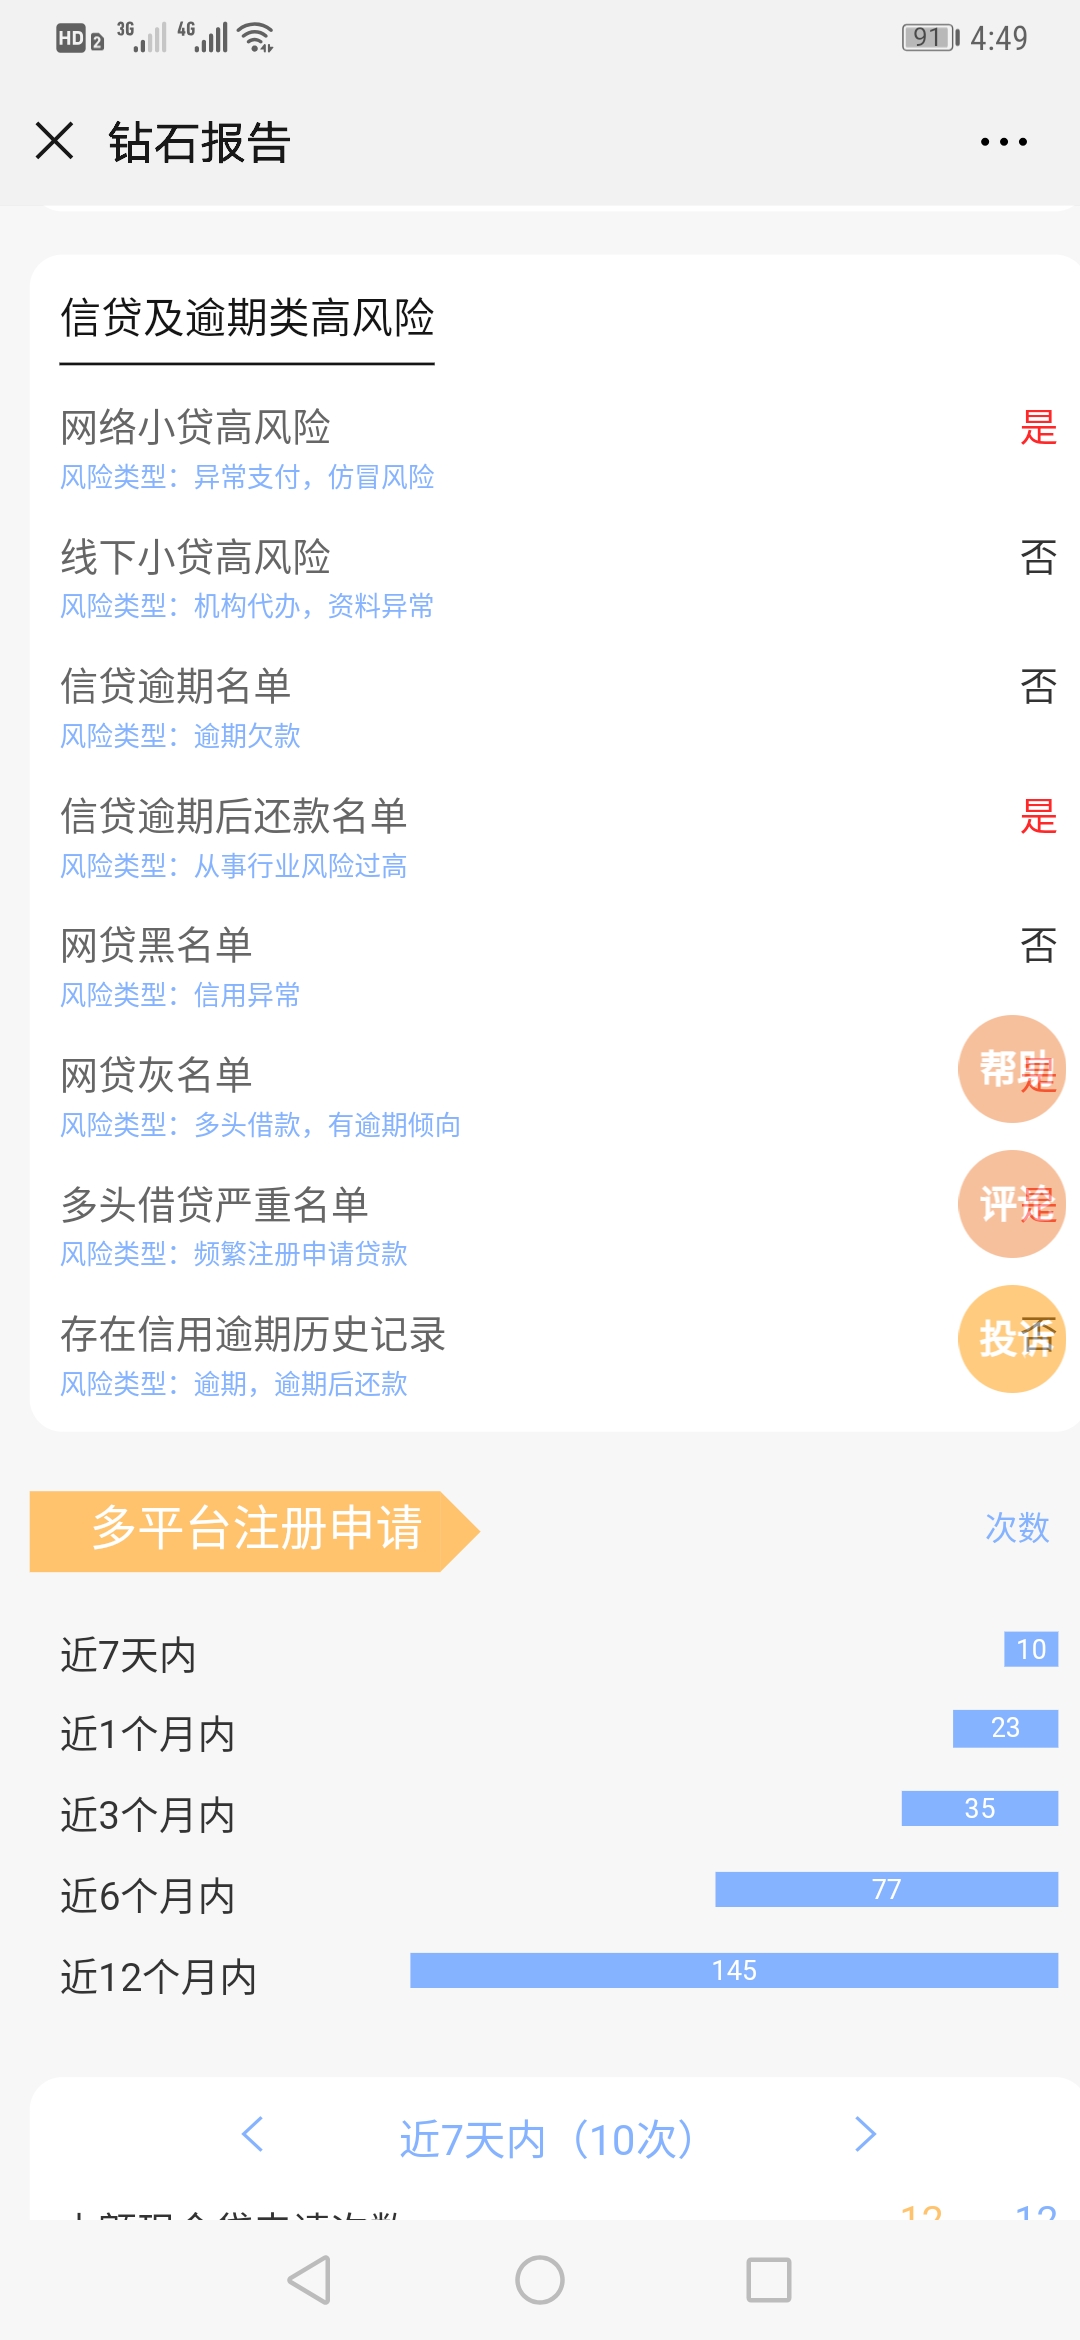 HD 2 3G 4G 91 4:49
钻石报告
信贷及逾期类高风险
网络小贷高风险 是
风险类型：异常支付，仿冒风险
线下小贷高风险 否
风险类型：机构代办，资料异常
信贷逾期名单 否
风险类型：逾期欠款
信贷逾期后还款名单 是
风险类型：从事行业风险过高
网贷黑名单 否
风险类型：信用异常
网贷灰名单 是
帮助
风险类型：多头借款，有逾期倾向
多头借贷严重名单 是
评论
风险类型：频繁注册申请贷款
存在信用逾期历史记录 否
投诉
风险类型：逾期，逾期后还款
多平台注册申请 次数
近7天内 10
近1个月内 23
近3个月内 35
近6个月内 77
近12个月内 145
近7天内（10次）
12 12